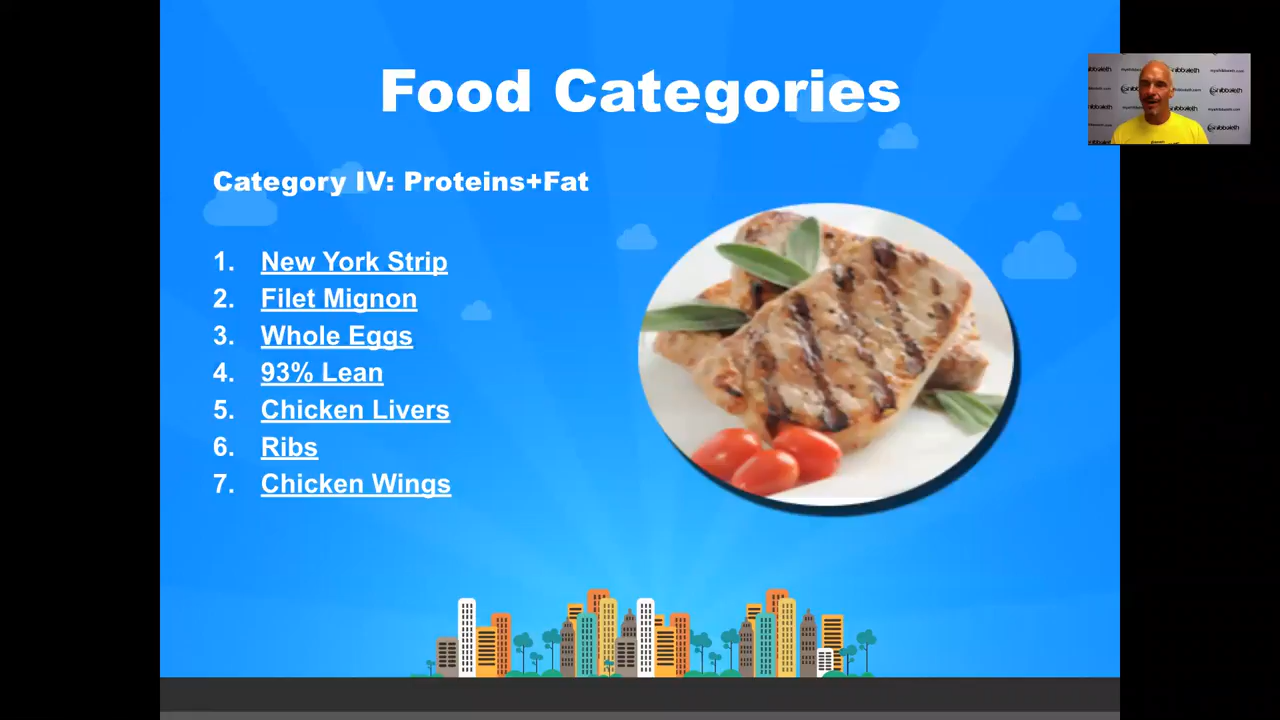 Food Categories
Category IV: Proteins+Fat
1. New York Strip
2. Filet Mignon
3. Whole Eggs
4. 93% Lean
5. Chicken Livers
6. Ribs
7. Chicken Wings